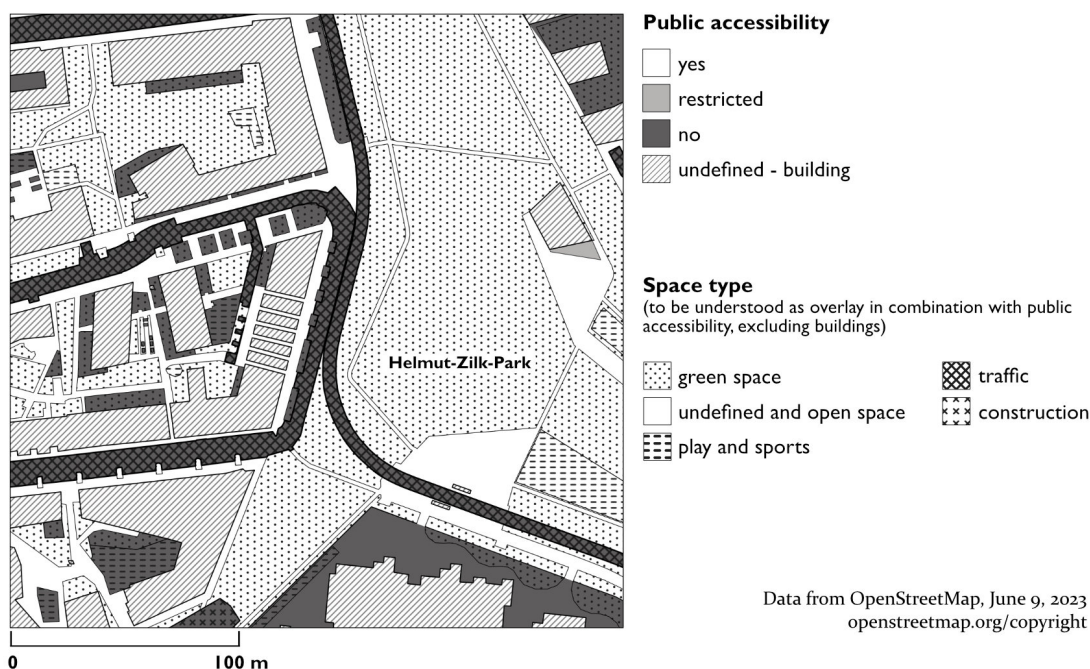 Public accessibility
yes
restricted
no
undefined - building
Space type
(to be understood as overlay in combination with public
accessibility, excluding buildings)
green space
traffic
undefined and open space
construction
play and sports
Helmut-Zilk-Park
Data from OpenStreetMap, June 9, 2023
openstreetmap.org/copyright
0
100 m